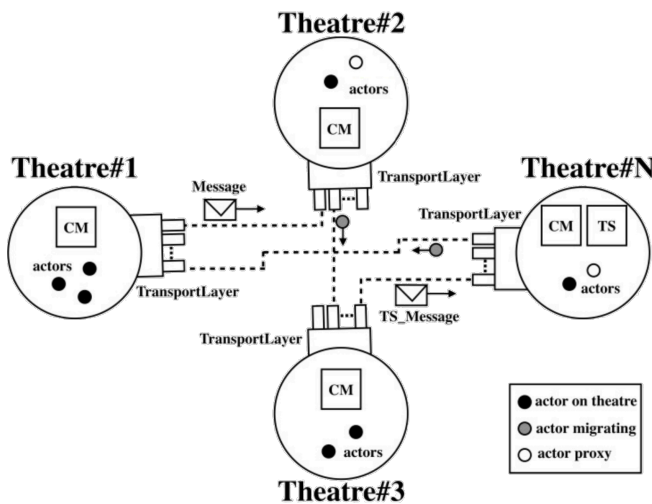 Theatre#2
actors
CM
TransportLayer
Theatre#1
Message
CM
actors
TransportLayer
Theatre#N
TransportLayer
CM TS
actors
TS_Message
TransportLayer
CM
actors
Theatre#3
actor on theatre
actor migrating
actor proxy